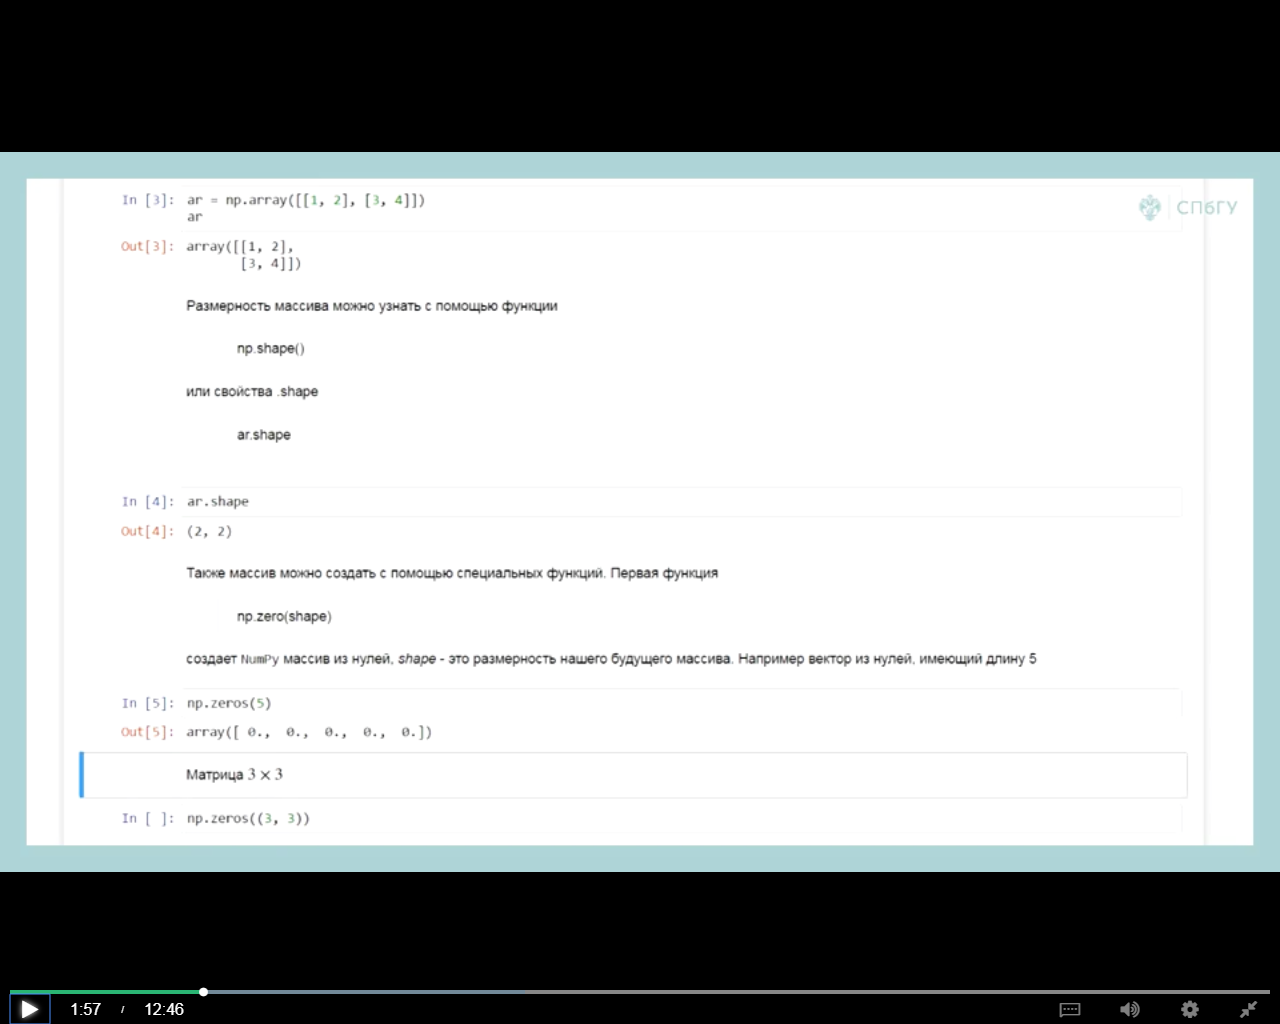 In [3]: ar = np.array([[1, 2], [3, 4]])
ar
СПбГУ
Out[3]: array([[1, 2],
[3, 4]])
Размерность массива можно узнать с помощью функции
np.shape()
или свойства .shape
ar.shape
In [4]: ar.shape
Out[4]: (2, 2)
Также массив можно создать с помощью специальных функций. Первая функция
np.zero(shape)
создает NumPy массив из нулей, shape - это размерность нашего будущего массива. Например вектор из нулей, имеющий длину 5
In [5]: np.zeros(5)
Out[5]: array([ 0., 0., 0., 0., 0.])
Матрица 3 × 3
In [ ]: np.zeros((3, 3))
1:57 / 12:46